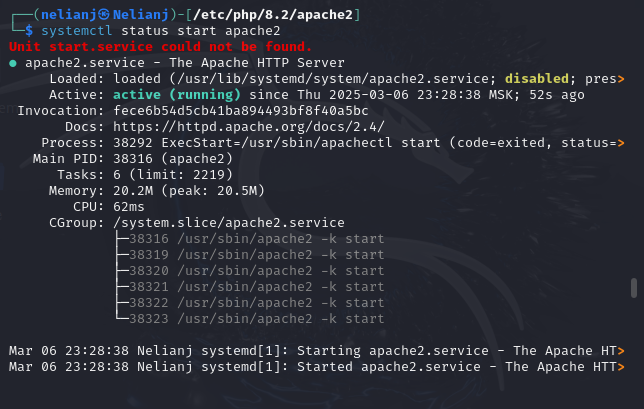 ┌──(nelianj㉿Nelianj)-[/etc/php/8.2/apache2]
└─$ systemctl status start apache2
Unit start.service could not be found.
● apache2.service - The Apache HTTP Server
     Loaded: loaded (/usr/lib/systemd/system/apache2.service; disabled; pres>
     Active: active (running) since Thu 2025-03-06 23:28:38 MSK; 52s ago
 Invocation: fece6b54d5cb41ba894493bf8f40a5bc
       Docs: https://httpd.apache.org/docs/2.4/
    Process: 38292 ExecStart=/usr/sbin/apachectl start (code=exited, status=>
   Main PID: 38316 (apache2)
      Tasks: 6 (limit: 2219)
     Memory: 20.2M (peak: 20.5M)
        CPU: 62ms
     CGroup: /system.slice/apache2.service
             ├─38316 /usr/sbin/apache2 -k start
             ├─38319 /usr/sbin/apache2 -k start
             ├─38320 /usr/sbin/apache2 -k start
             ├─38321 /usr/sbin/apache2 -k start
             ├─38322 /usr/sbin/apache2 -k start
             └─38323 /usr/sbin/apache2 -k start
Mar 06 23:28:38 Nelianj systemd[1]: Starting apache2.service - The Apache HT>
Mar 06 23:28:38 Nelianj systemd[1]: Started apache2.service - The Apache HTT>